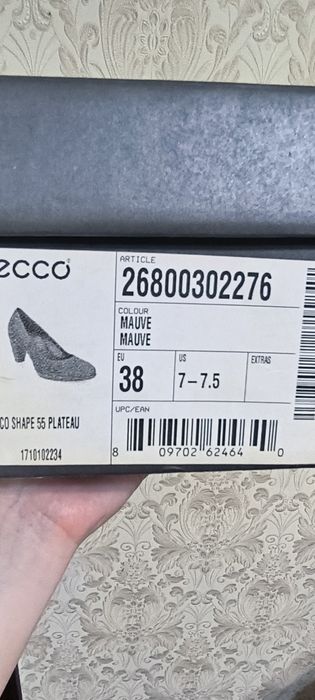 ecco
ARTICLE
26800302276
COLOUR
MAUVE
MAUVE
EU
38
US
7-7.5
EXTRAS
CO SHAPE 55 PLATEAU
1710102234
UPC/EAN
8 09702 62464 0